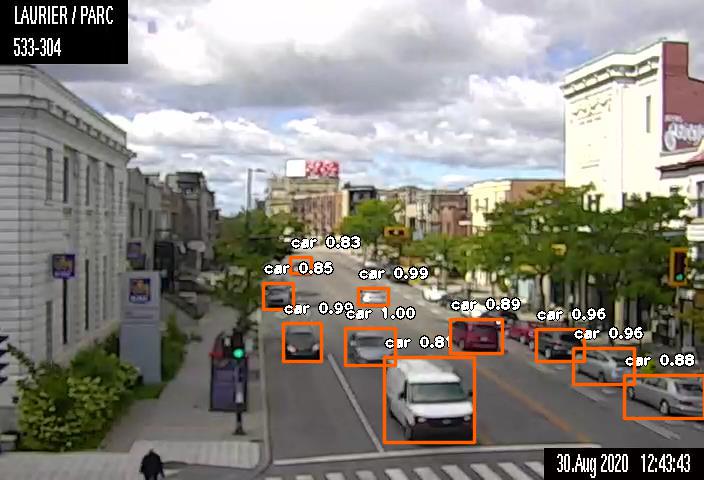 LAURIER / PARC
533-304
car 0.83
car 0.85
car 0.99
car 0.99
car 1.00
car 0.89
car 0.96
car 0.81
car 0.96
car 0.88
30.Aug 2020 12:43:43